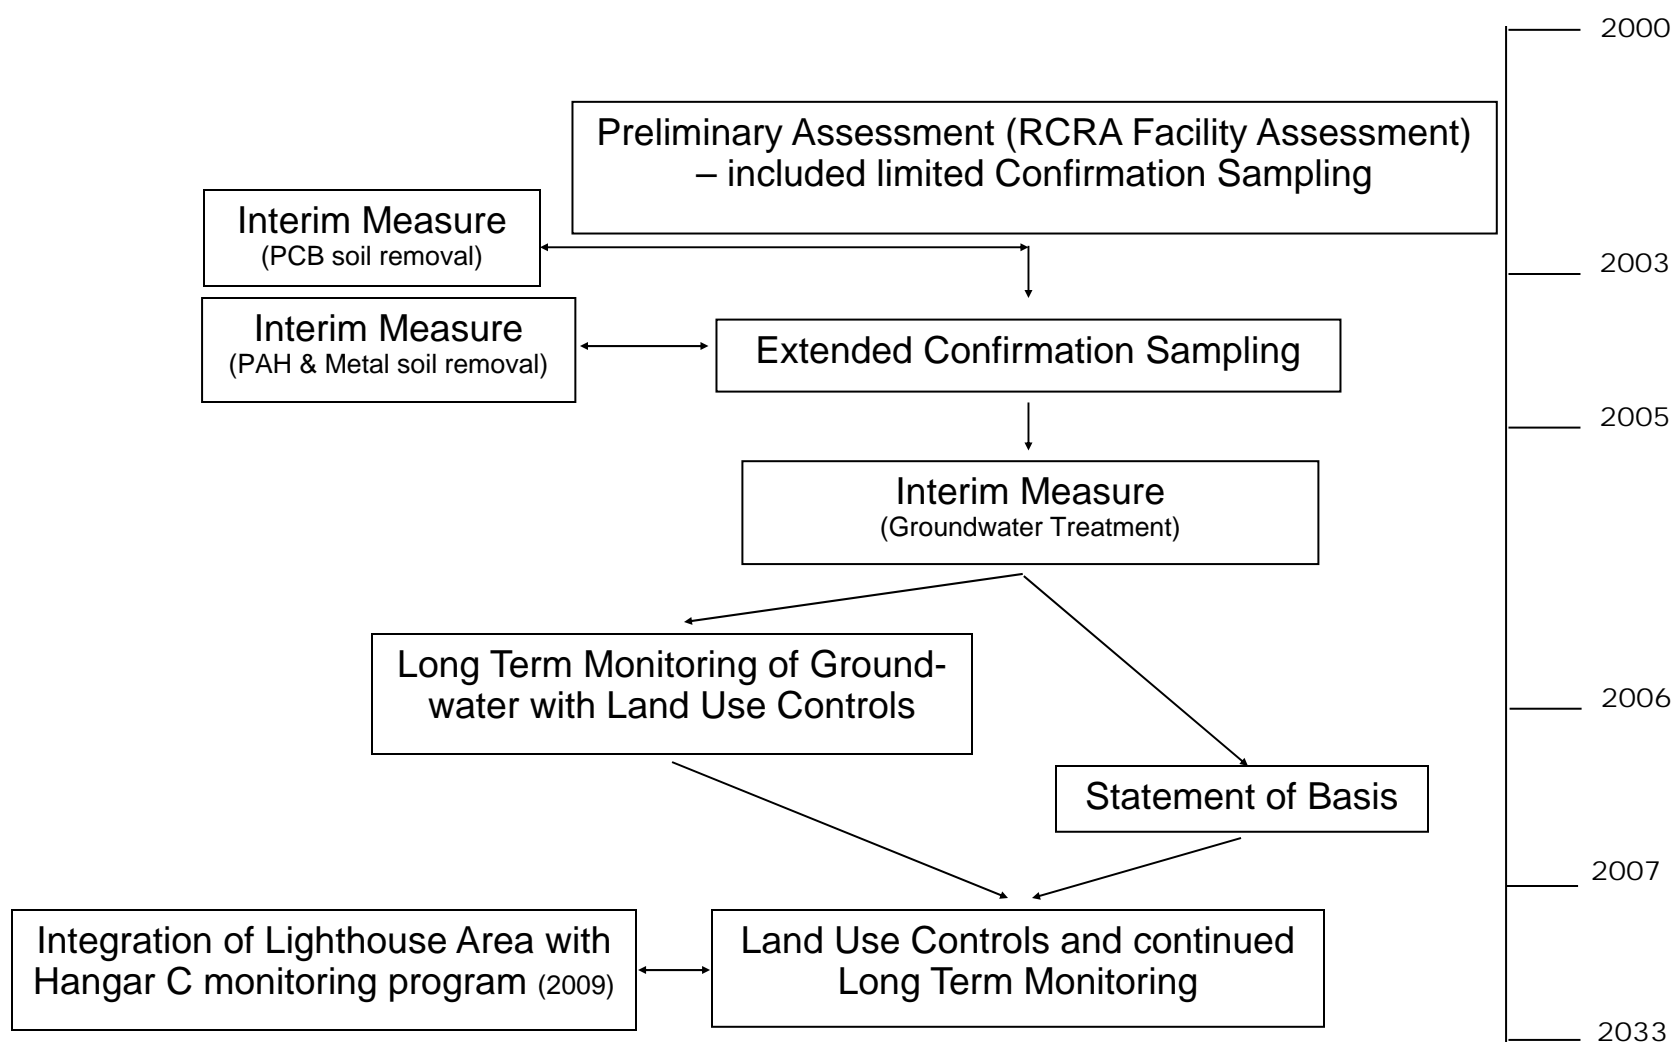 2000
Preliminary Assessment (RCRA Facility Assessment)
– included limited Confirmation Sampling
Interim Measure
(PCB soil removal)
2003
Interim Measure
(PAH & Metal soil removal)
Extended Confirmation Sampling
2005
Interim Measure
(Groundwater Treatment)
Long Term Monitoring of Ground-
water with Land Use Controls
2006
Statement of Basis
2007
Integration of Lighthouse Area with
Hangar C monitoring program (2009)
Land Use Controls and continued
Long Term Monitoring
2033